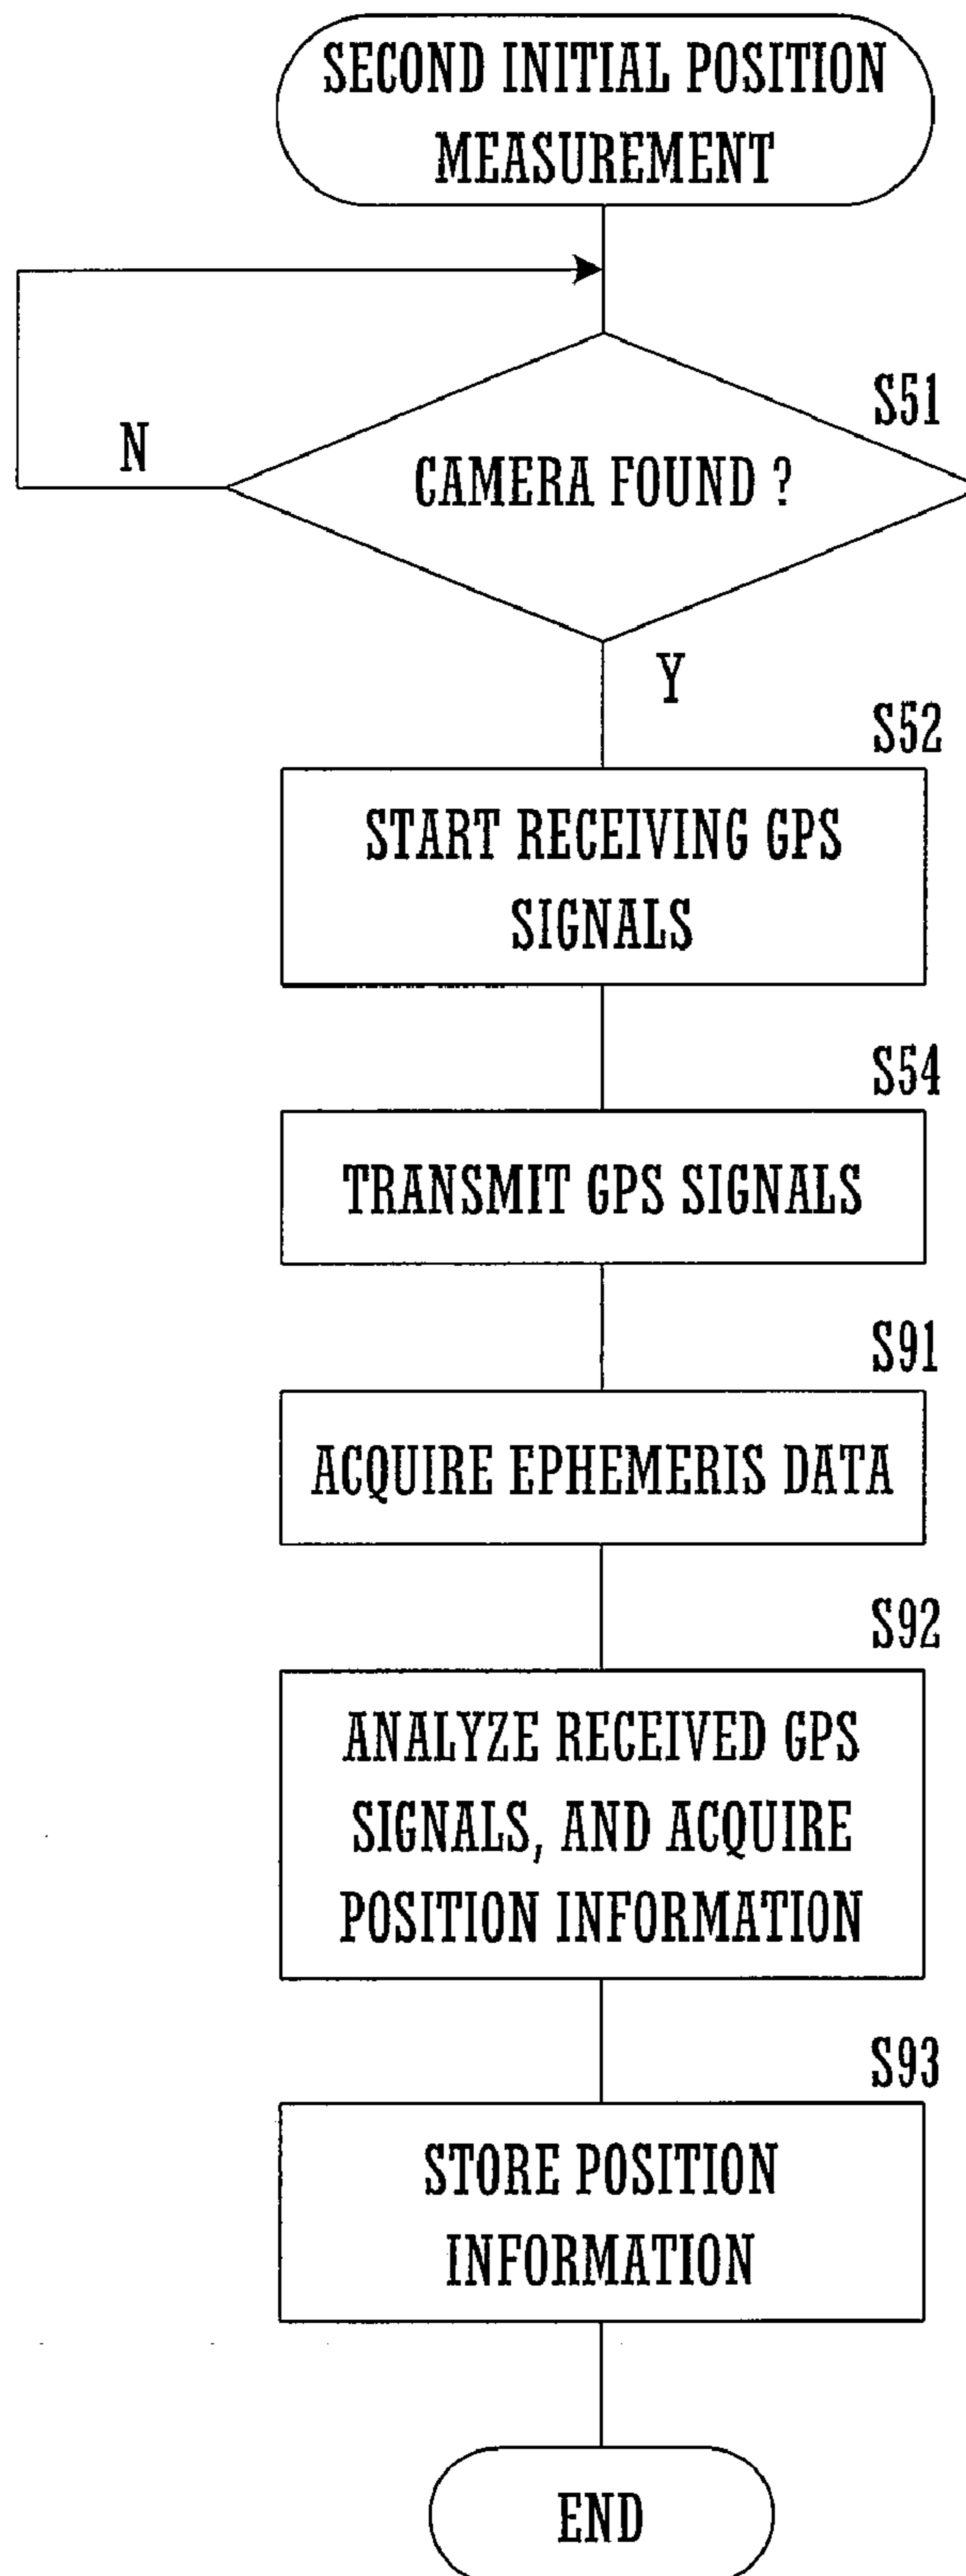 SECOND INITIAL POSITION
MEASUREMENT
S51
N
CAMERA FOUND ?
Y
S52
START RECEIVING GPS
SIGNALS
S54
TRANSMIT GPS SIGNALS
S91
ACQUIRE EPHEMERIS DATA
S92
ANALYZE RECEIVED GPS
SIGNALS, AND ACQUIRE
POSITION INFORMATION
S93
STORE POSITION
INFORMATION
END